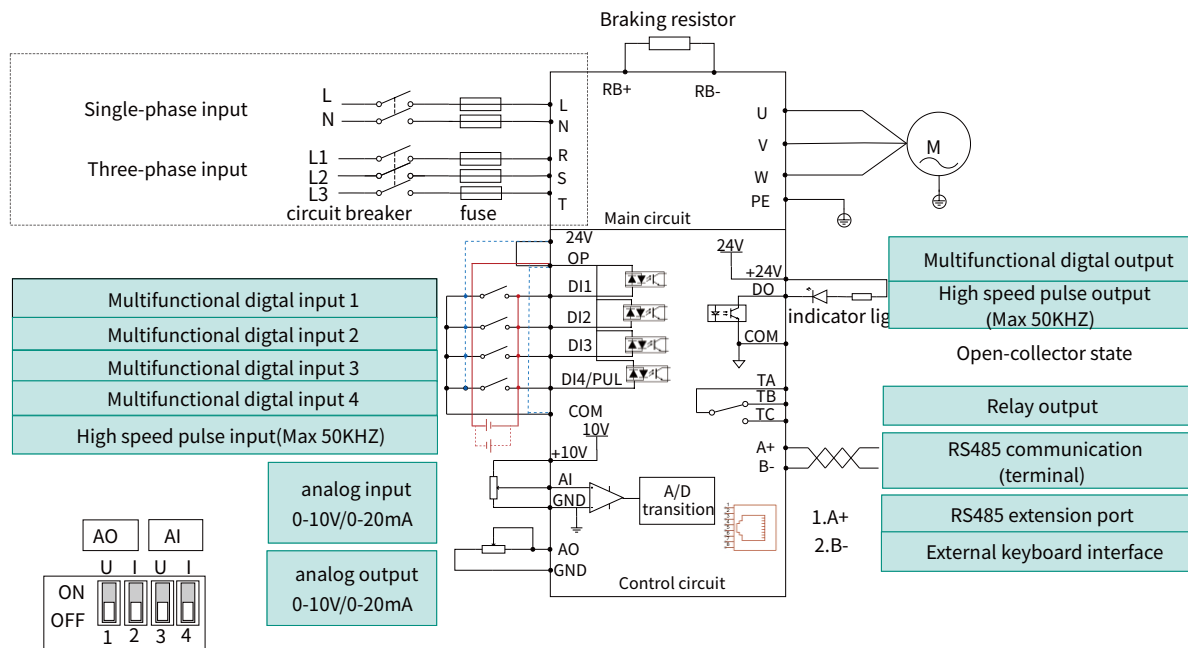 Braking resistor
RB+ RB-
Single-phase input
L
N
L
N
Three-phase input
L1
L2
L3
R
S
T
circuit breaker fuse
U
V
W
PE
M
Main circuit
24V
OP
DI1
DI2
DI3
DI4/PUL
COM
10V
+10V
AI
GND
AO
GND
Multifunctional digtal input 1
Multifunctional digtal input 2
Multifunctional digtal input 3
Multifunctional digtal input 4
High speed pulse input(Max 50KHZ)
analog input
0-10V/0-20mA
analog output
0-10V/0-20mA
A/D
transition
Control circuit
24V
+24V
DO
COM
indicator lig
TA
TB
TC
A+
B-
1.A+
2.B-
Multifunctional digtal output
High speed pulse output
(Max 50KHZ)
Open-collector state
Relay output
RS485 communication
(terminal)
RS485 extension port
External keyboard interface
AO AI
U I U I
ON
OFF
1 2 3 4